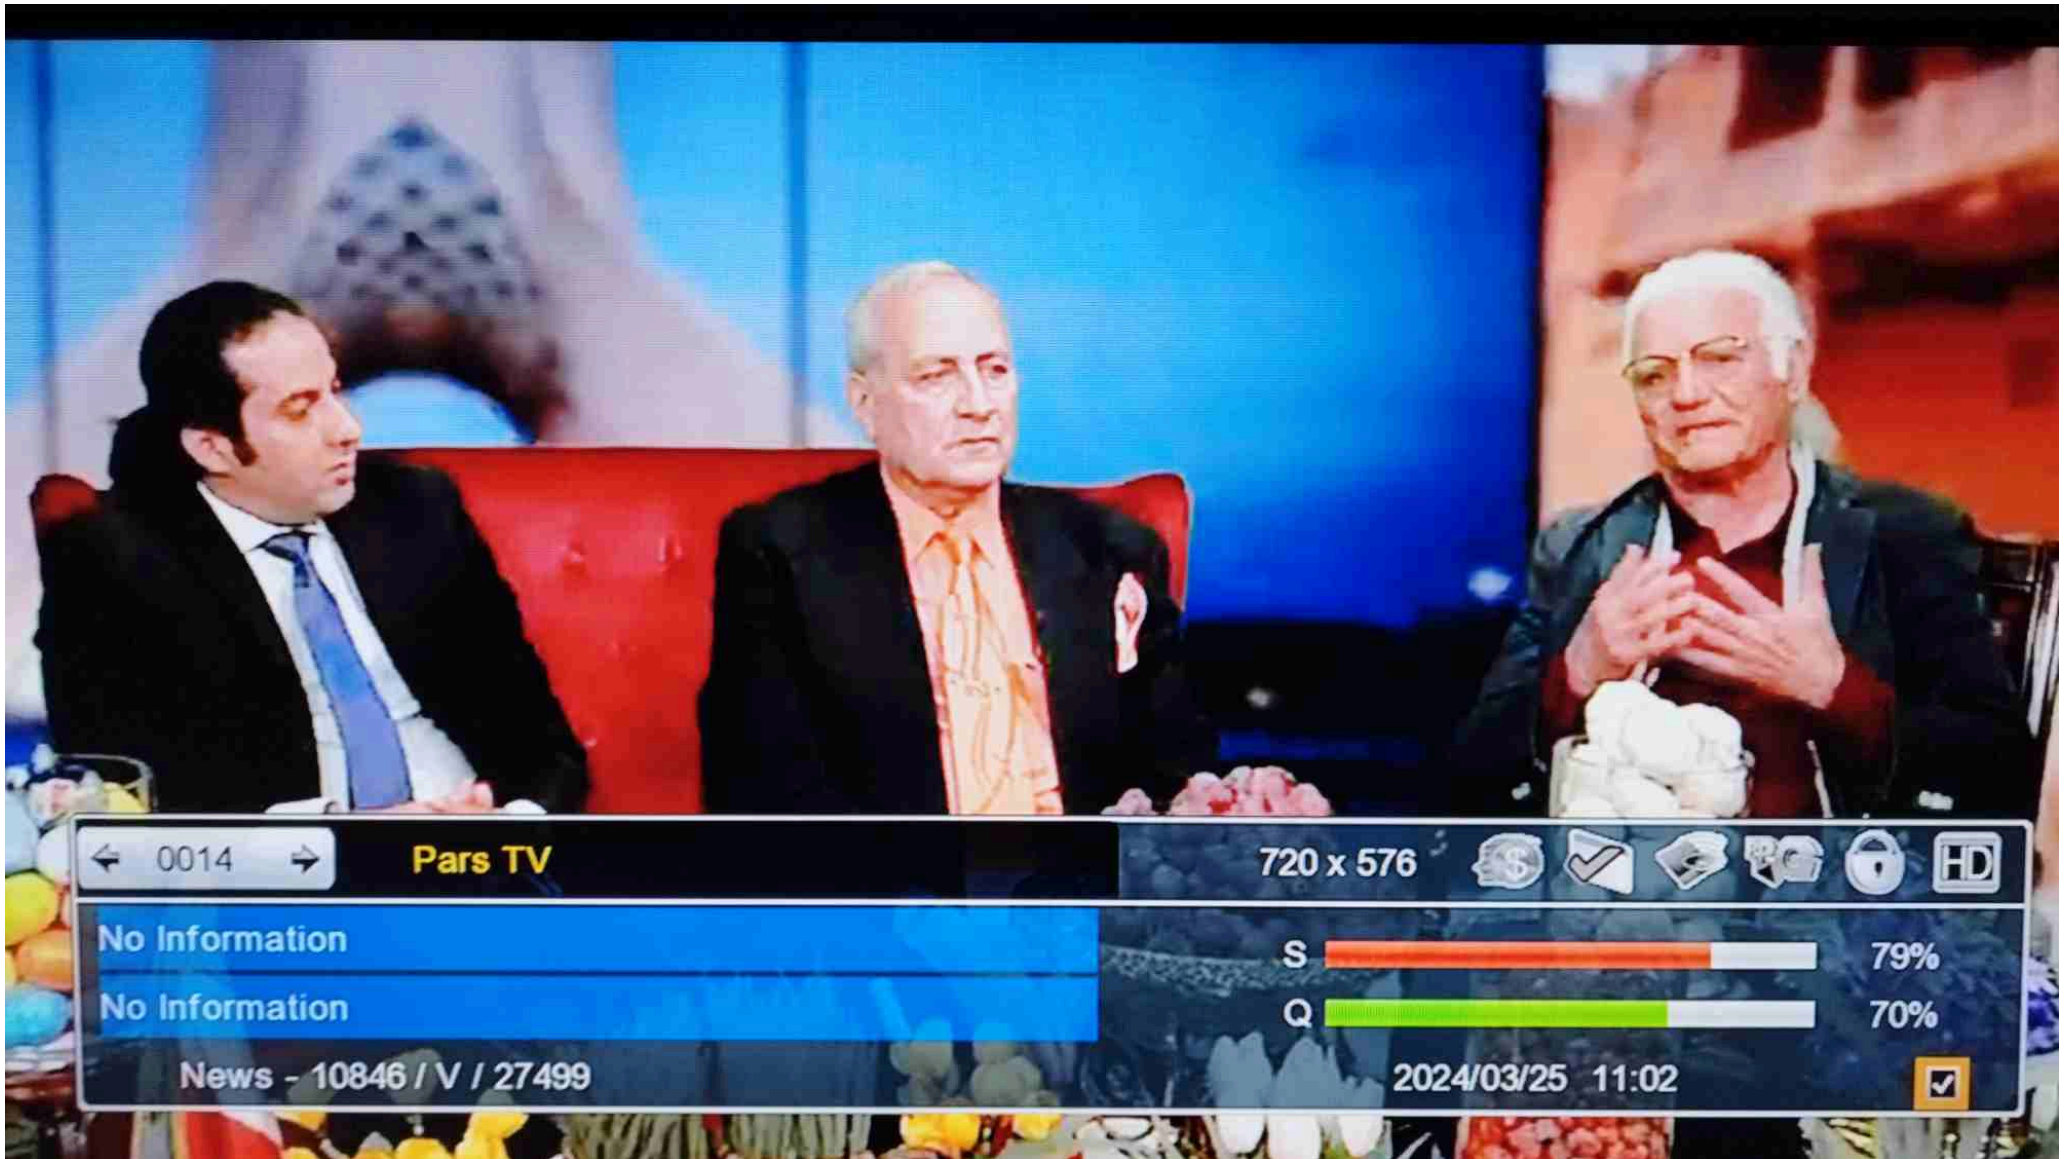 0014 Pars TV 720 x 576 HD
No Information
S 79%
No Information
Q 70%
News - 10846 / V / 27499 2024/03/25 11:02